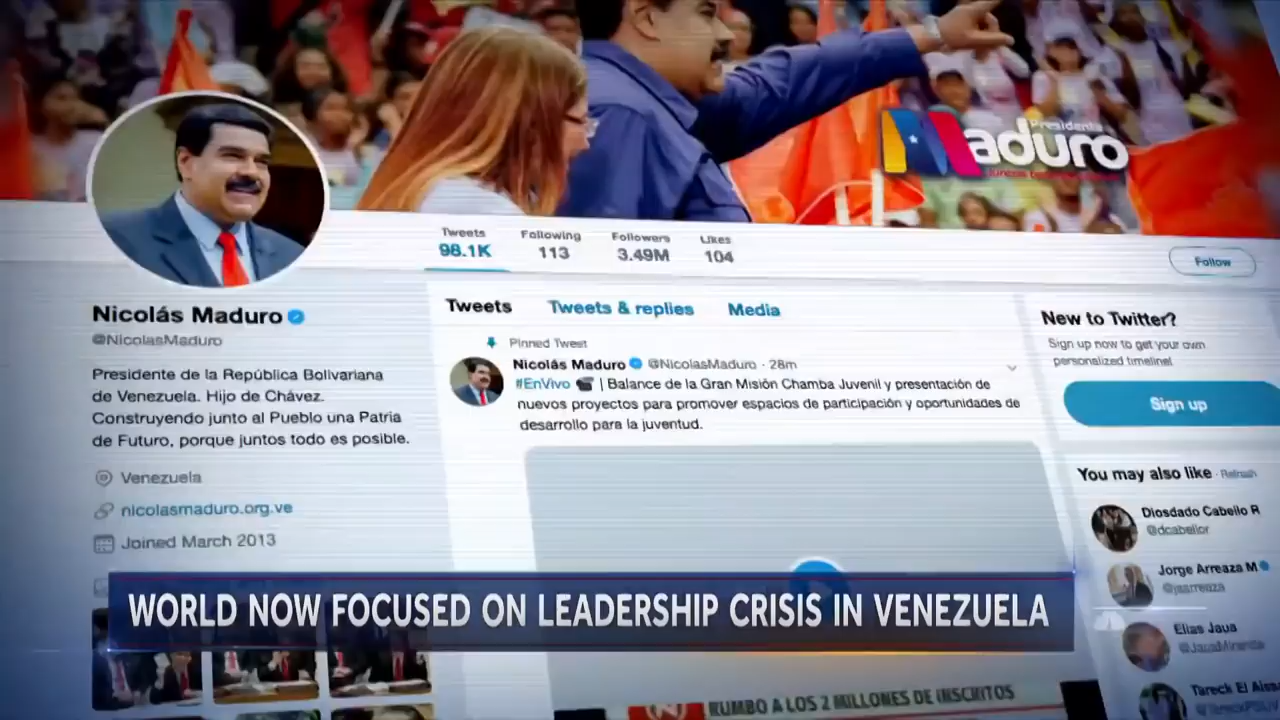 Presidente
Maduro
Tweets
98.1K
Following
113
Followers
3.49M
Likes
104
Follow
Nicolás Maduro
@NicolasMaduro
Presidente de la República Bolivariana
de Venezuela. Hijo de Chávez.
Construyendo junto al Pueblo una Patria
de Futuro, porque juntos todo es posible.
Venezuela
nicolasmaduro.org.ve
Joined March 2013
Tweets Tweets & replies Media
Pinned Tweet
Nicolás Maduro @NicolasMaduro · 28m
#EnVivo | Balance de la Gran Misión Chamba Juvenil y presentación de
nuevos proyectos para promover espacios de participación y oportunidades de
desarrollo para la juventud.
New to Twitter?
Sign up now to get your own
personalized timeline!
Sign up
You may also like · Refresh
Diosdado Cabello R
@dcabellor
Jorge Arreaza M
@jaarreaza
Elias Jaua
@JauaMiranda
Tareck El Aissa
WORLD NOW FOCUSED ON LEADERSHIP CRISIS IN VENEZUELA
RUMBO A LOS 2 MILLONES DE INSCRITOS